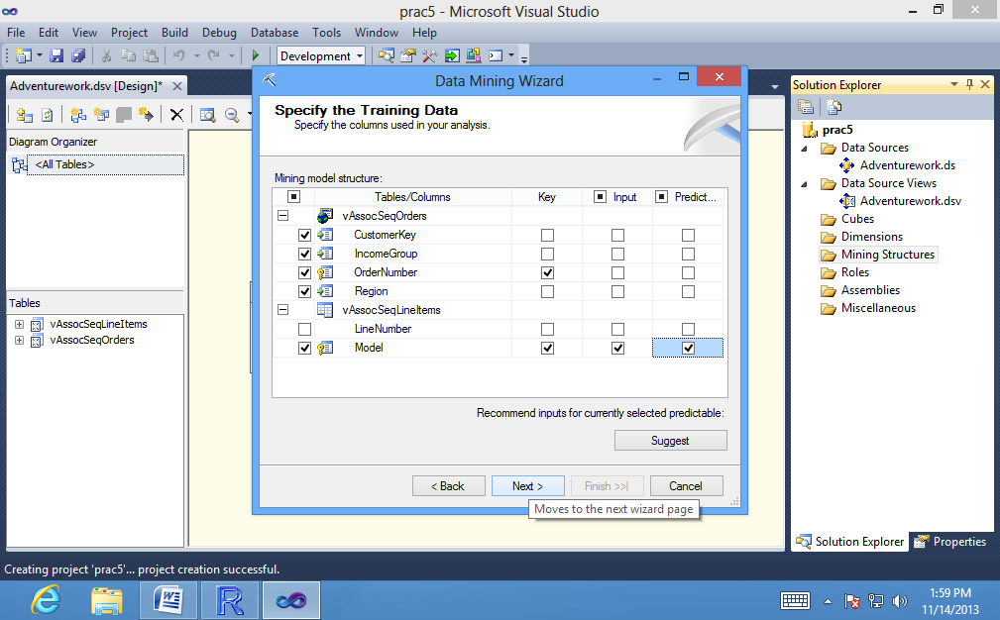 prac5 - Microsoft Visual Studio
File Edit View Project Build Debug Database Tools Window Help
Development
Adventurework.dsv [Design]*
Diagram Organizer
<All Tables>
Tables
vAssocSeqLineItems
vAssocSeqOrders
Data Mining Wizard
Specify the Training Data
Specify the columns used in your analysis.
Mining model structure:
Tables/Columns Key Input Predict...
vAssocSeqOrders
CustomerKey
IncomeGroup
OrderNumber
Region
vAssocSeqLineItems
LineNumber
Model
Recommend inputs for currently selected predictable:
Suggest
< Back Next > Finish >>| Cancel
Moves to the next wizard page
Solution Explorer
prac5
Data Sources
Adventurework.ds
Data Source Views
Adventurework.dsv
Cubes
Dimensions
Mining Structures
Roles
Assemblies
Miscellaneous
Solution Explorer Properties
Creating project 'prac5'... project creation successful.
1:59 PM
11/14/2013